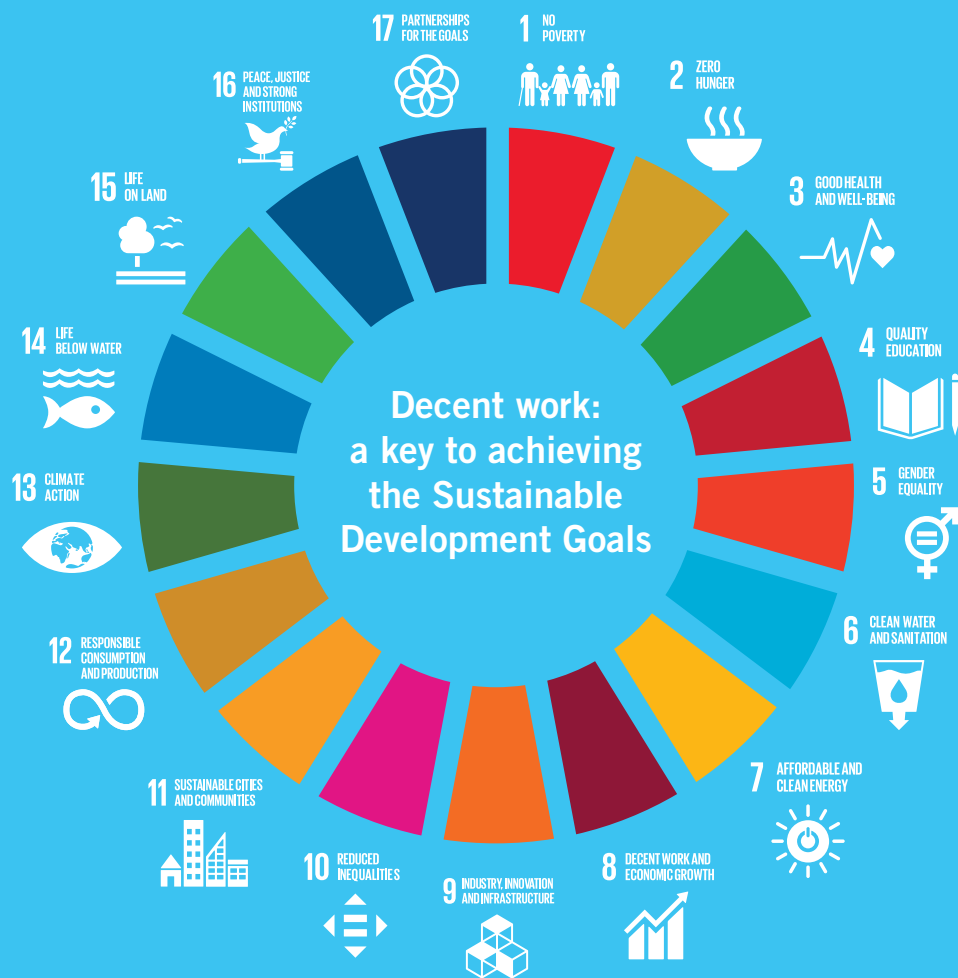 17 PARTNERSHIPS
FOR THE GOALS
1 NO
POVERTY
2 ZERO
HUNGER
3 GOOD HEALTH
AND WELL-BEING
4 QUALITY
EDUCATION
5 GENDER
EQUALITY
6 CLEAN WATER
AND SANITATION
7 AFFORDABLE AND
CLEAN ENERGY
8 DECENT WORK AND
ECONOMIC GROWTH
9 INDUSTRY, INNOVATION
AND INFRASTRUCTURE
10 REDUCED
INEQUALITIES
11 SUSTAINABLE CITIES
AND COMMUNITIES
12 RESPONSIBLE
CONSUMPTION
AND PRODUCTION
13 CLIMATE
ACTION
14 LIFE
BELOW WATER
15 LIFE
ON LAND
16 PEACE, JUSTICE
AND STRONG
INSTITUTIONS
Decent work:
a key to achieving
the Sustainable
Development Goals